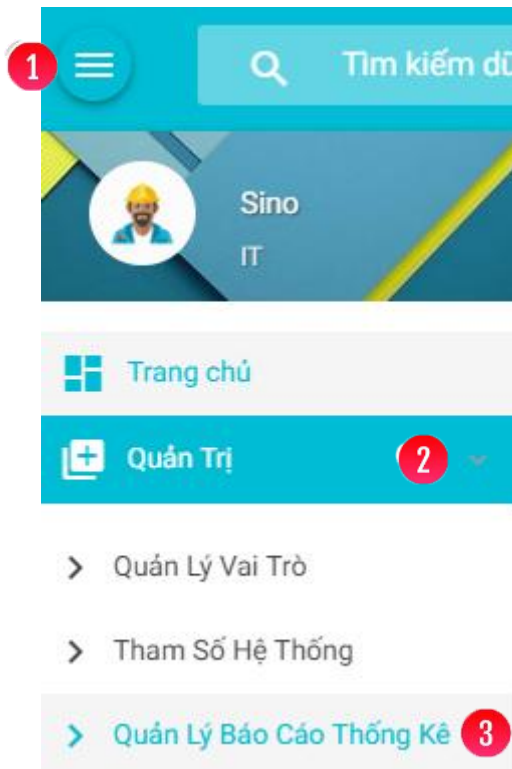 1
Tìm kiếm dữ
Sino
IT
Trang chủ
Quản Trị
2
Quản Lý Vai Trò
Tham Số Hệ Thống
Quản Lý Báo Cáo Thống Kê 3